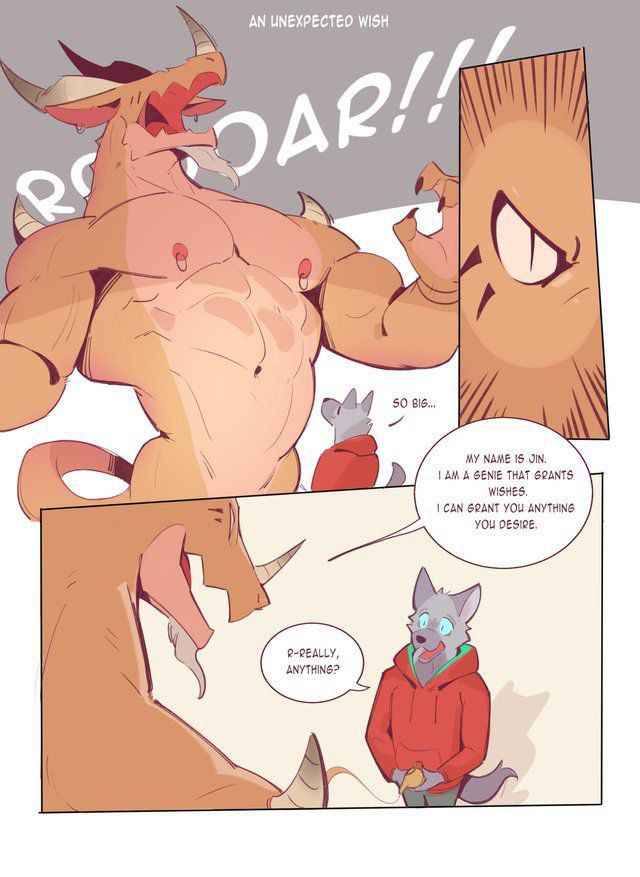 AN UNEXPECTED WISH
ROAR!!!
SO BIG...
MY NAME IS JIN.
I AM A GENIE THAT GRANTS
WISHES.
I CAN GRANT YOU ANYTHING
YOU DESIRE.
R-REALLY,
ANYTHING?